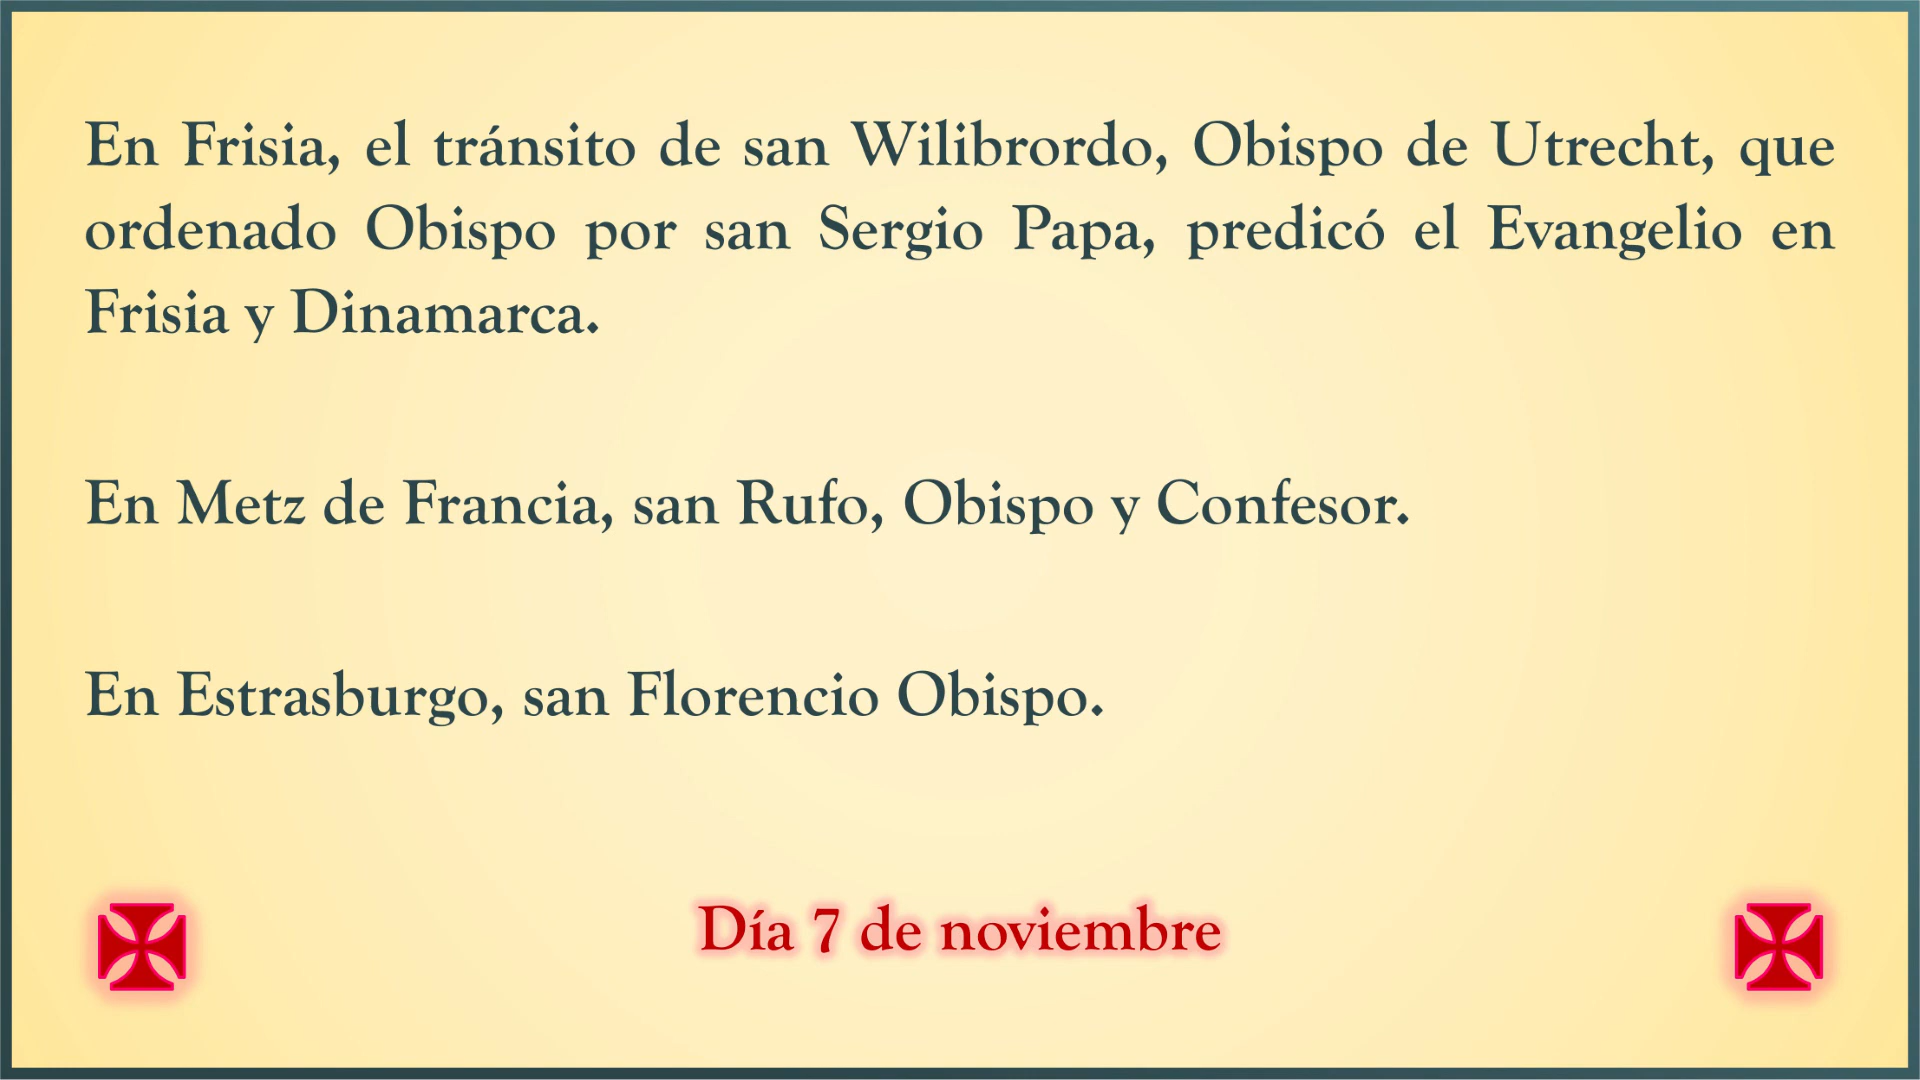 En Frisia, el tránsito de san Wilibrordo, Obispo de Utrecht, que
ordenado Obispo por san Sergio Papa, predicó el Evangelio en
Frisia y Dinamarca.
En Metz de Francia, san Rufo, Obispo y Confesor.
En Estrasburgo, san Florencio Obispo.
Día 7 de noviembre